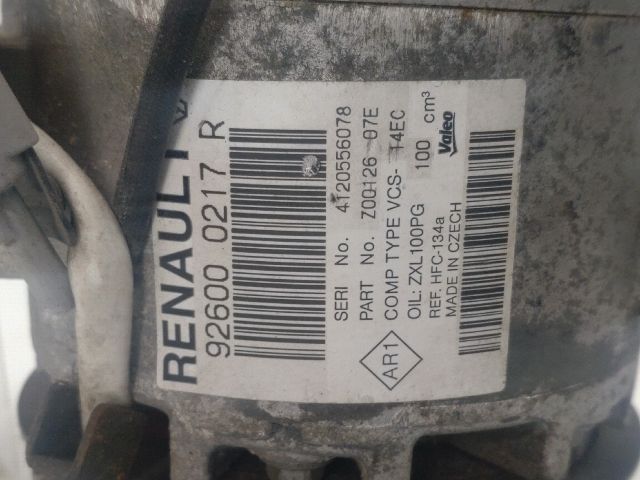 RENAULT
92600 0217 R
SERI No. 4120556078
PART No. Z00126 07E
COMP TYPE VCS- 14EC
OIL: ZXL100PG 100 cm³
REF. HFC-134a
MADE IN CZECH
Valeo
AR1